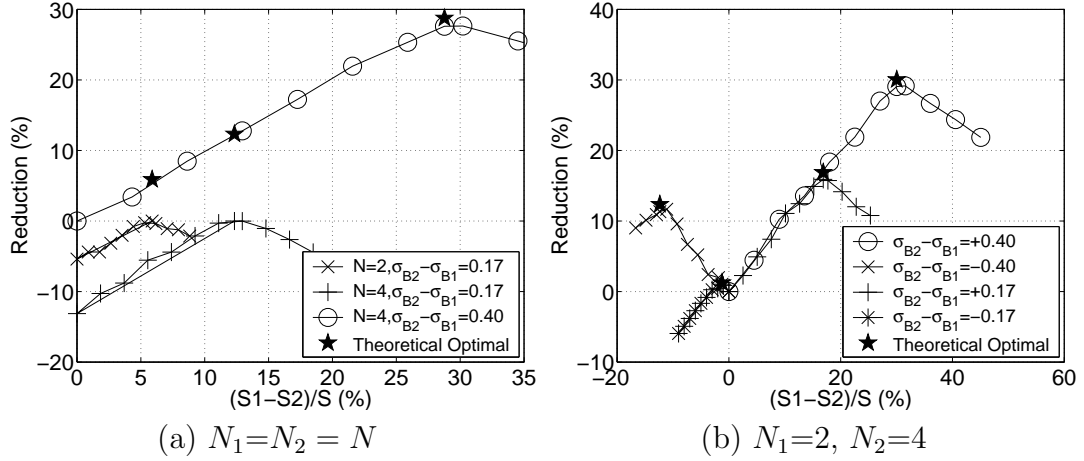 40
30
20
10
0
−10
−20
Reduction (%)
0 5 10 15 20 25 30 35
(S1−S2)/S (%)
N=2,σB2−σB1=0.17
N=4,σB2−σB1=0.17
N=4,σB2−σB1=0.40
Theoretical Optimal
(a) N1=N2 = N
40
30
20
10
0
−10
Reduction (%)
−20 0 20 40 60
(S1−S2)/S (%)
σB2−σB1=+0.40
σB2−σB1=−0.40
σB2−σB1=+0.17
σB2−σB1=−0.17
Theoretical Optimal
(b) N1=2, N2=4